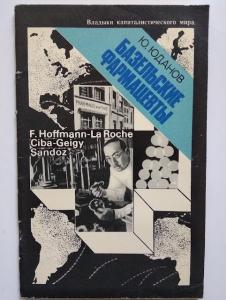 Владыки капиталистического мира
Ю. ЮДАНОВ
БАЗЕЛЬСКИЕ
ФАРМАЦЕВТЫ
F. Hoffmann-La Roche
Ciba-Geigy
Sandoz